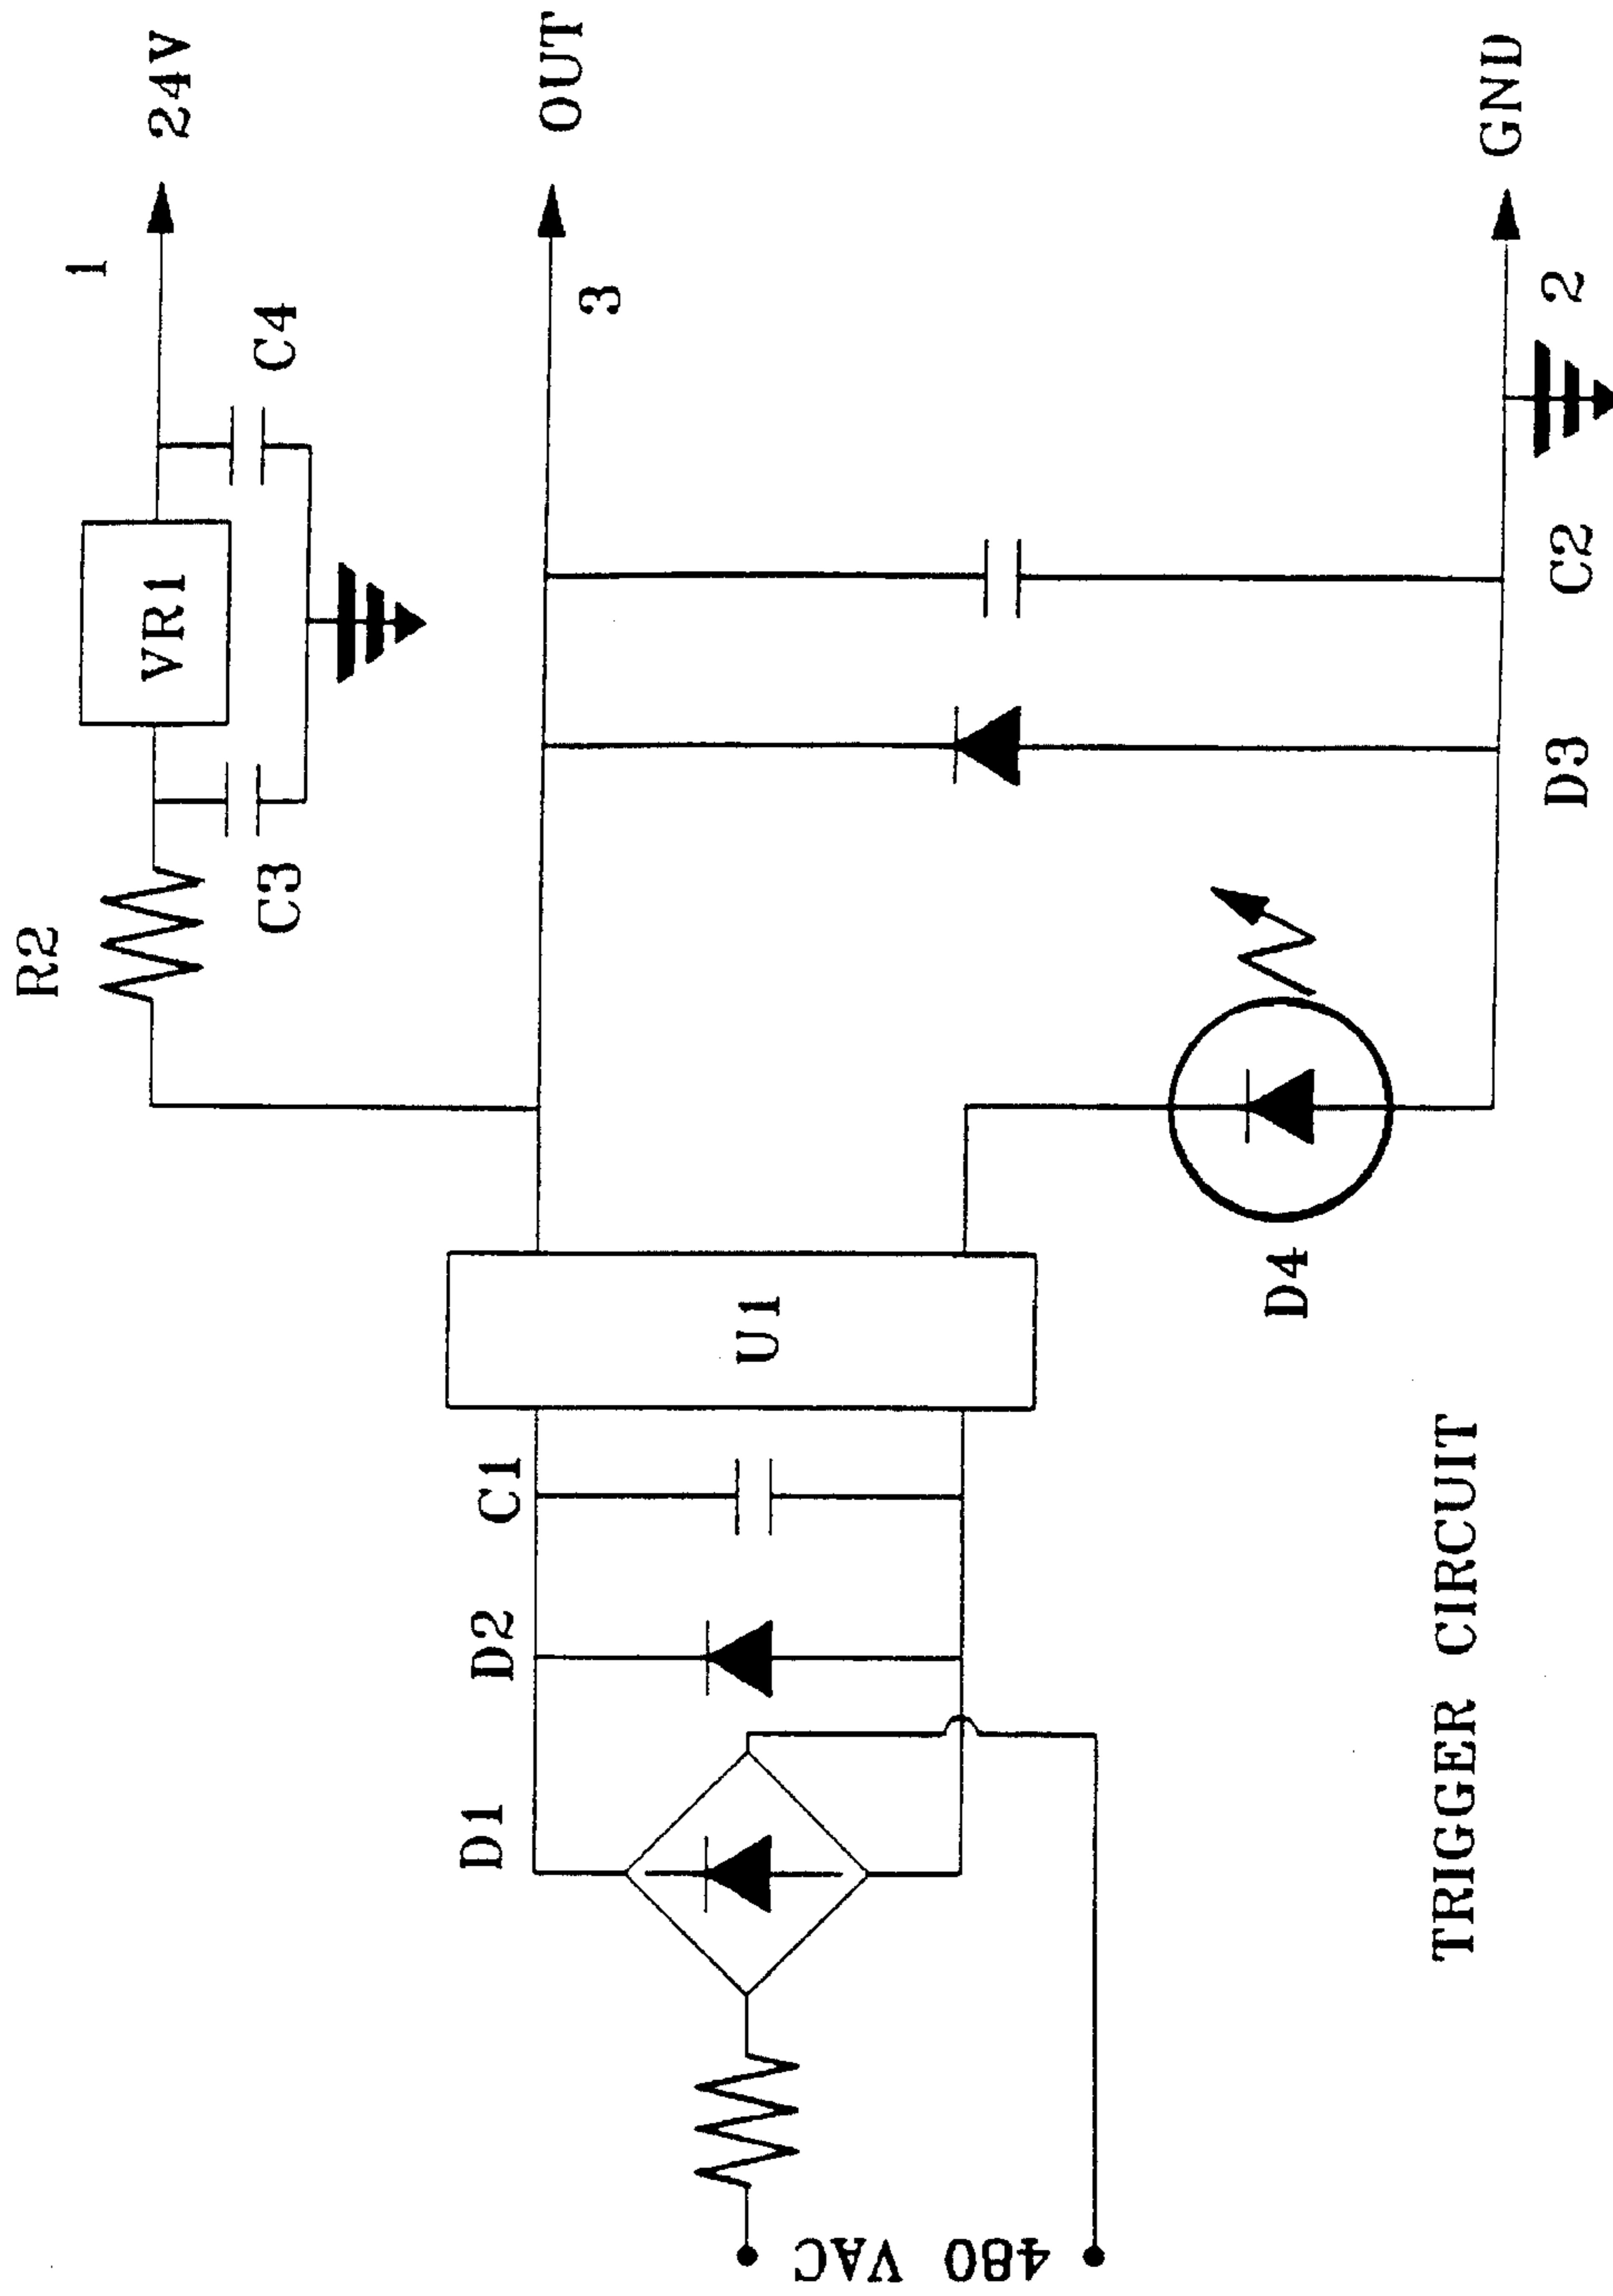 R2
1
24V
VR1
C3
C4
3
OUT
D1
D2
C1
U1
480 VAC
D4
D3
C2
2
GND
TRIGGER CIRCUIT